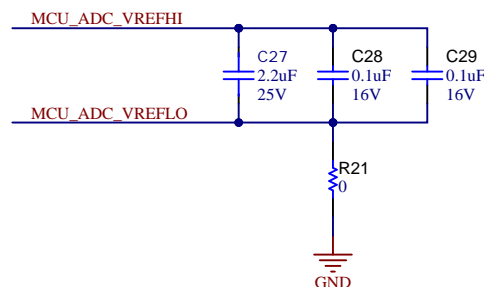 MCU_ADC_VREFHI
C27
2.2uF
25V
C28
0.1uF
16V
C29
0.1uF
16V
MCU_ADC_VREFLO
R21
0
GND